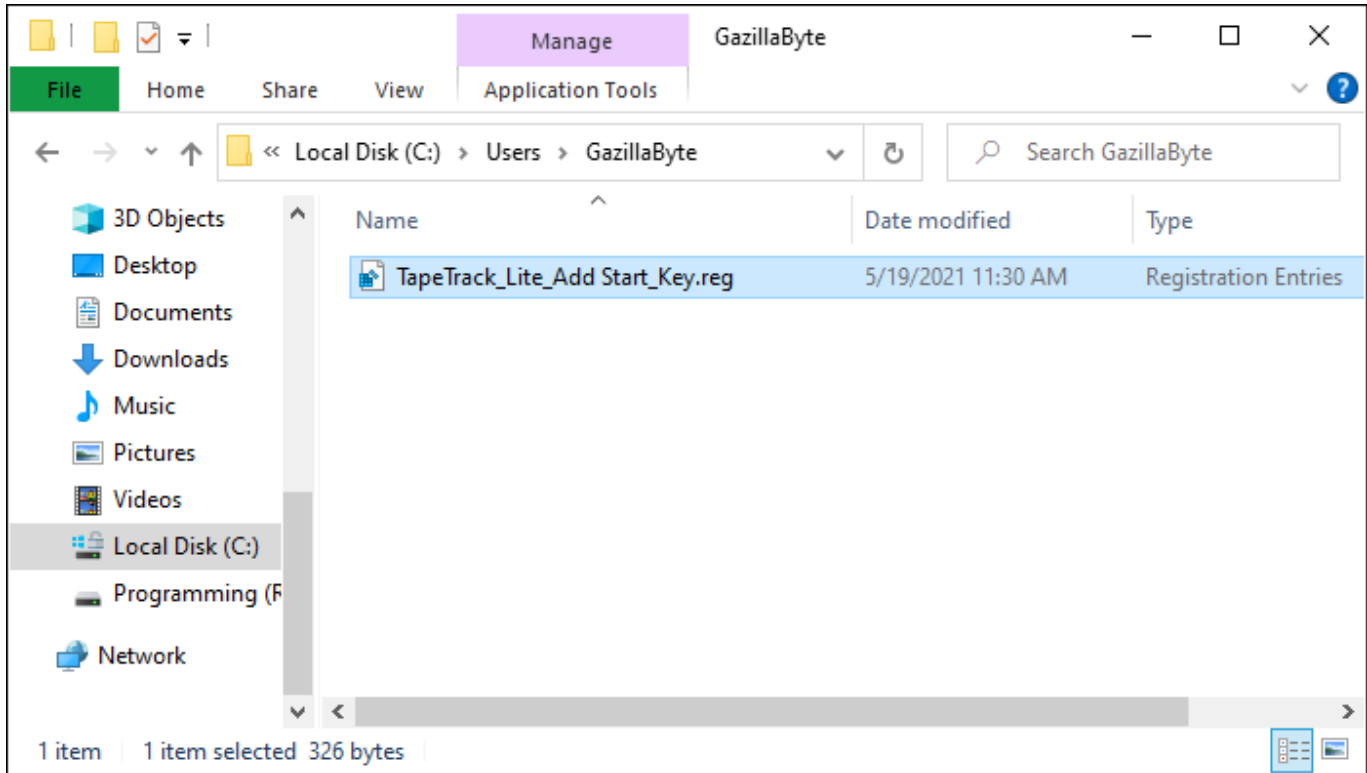 Manage GazillaByte
File Home Share View Application Tools
« Local Disk (C:) › Users › GazillaByte Search GazillaByte
Name Date modified Type
3D Objects
TapeTrack_Lite_Add Start_Key.reg 5/19/2021 11:30 AM Registration Entries
Desktop
Documents
Downloads
Music
Pictures
Videos
Local Disk (C:)
Programming (R
Network
1 item 1 item selected 326 bytes